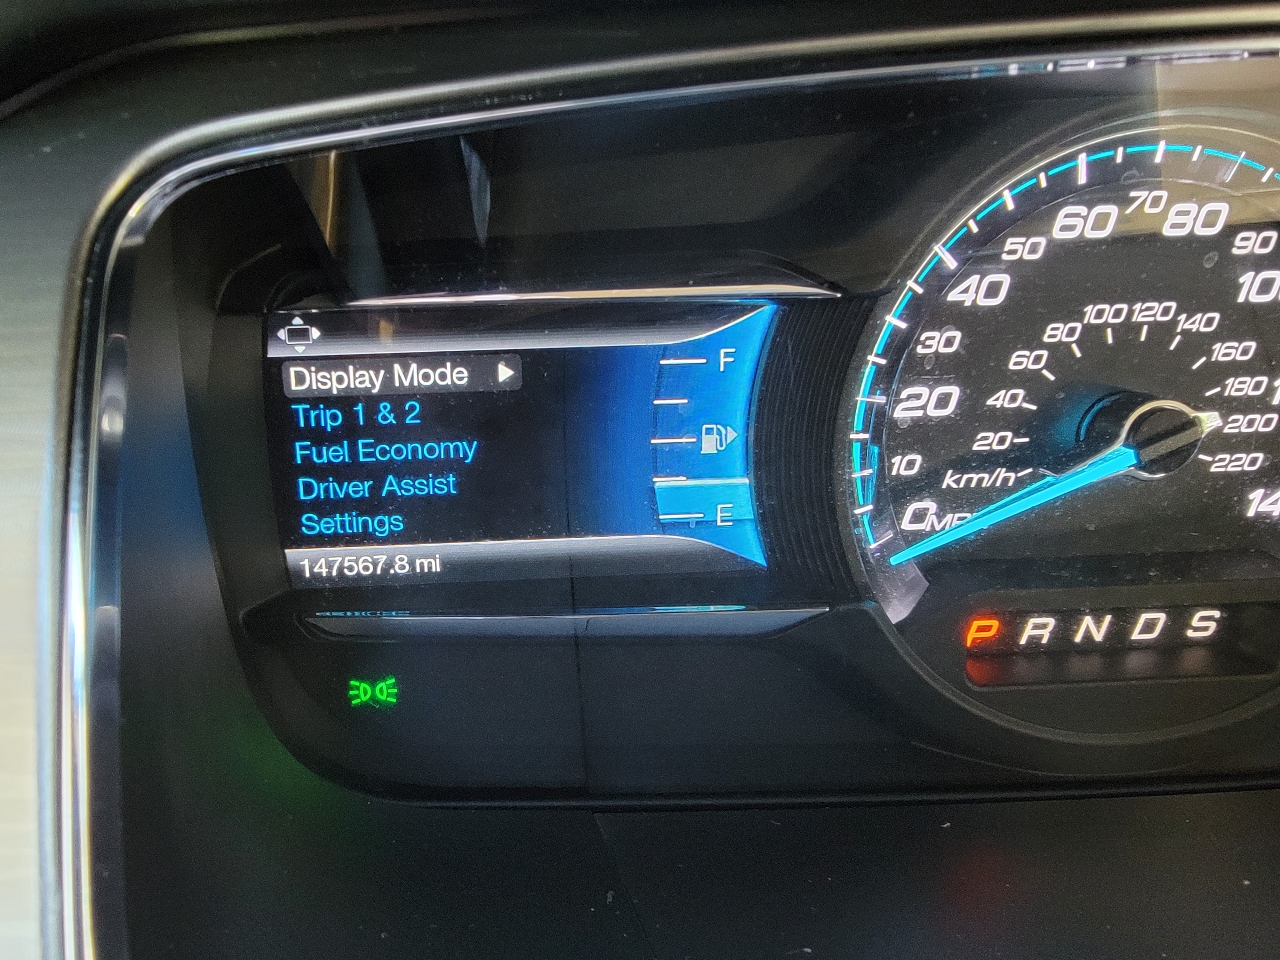 Display Mode
Trip 1 & 2
Fuel Economy
Driver Assist
Settings
147567.8 mi
F
E
0
10
20
30
40
50
60
70
80
90
km/h
20
40
60
80
100
120
140
160
180
200
220
P R N D S